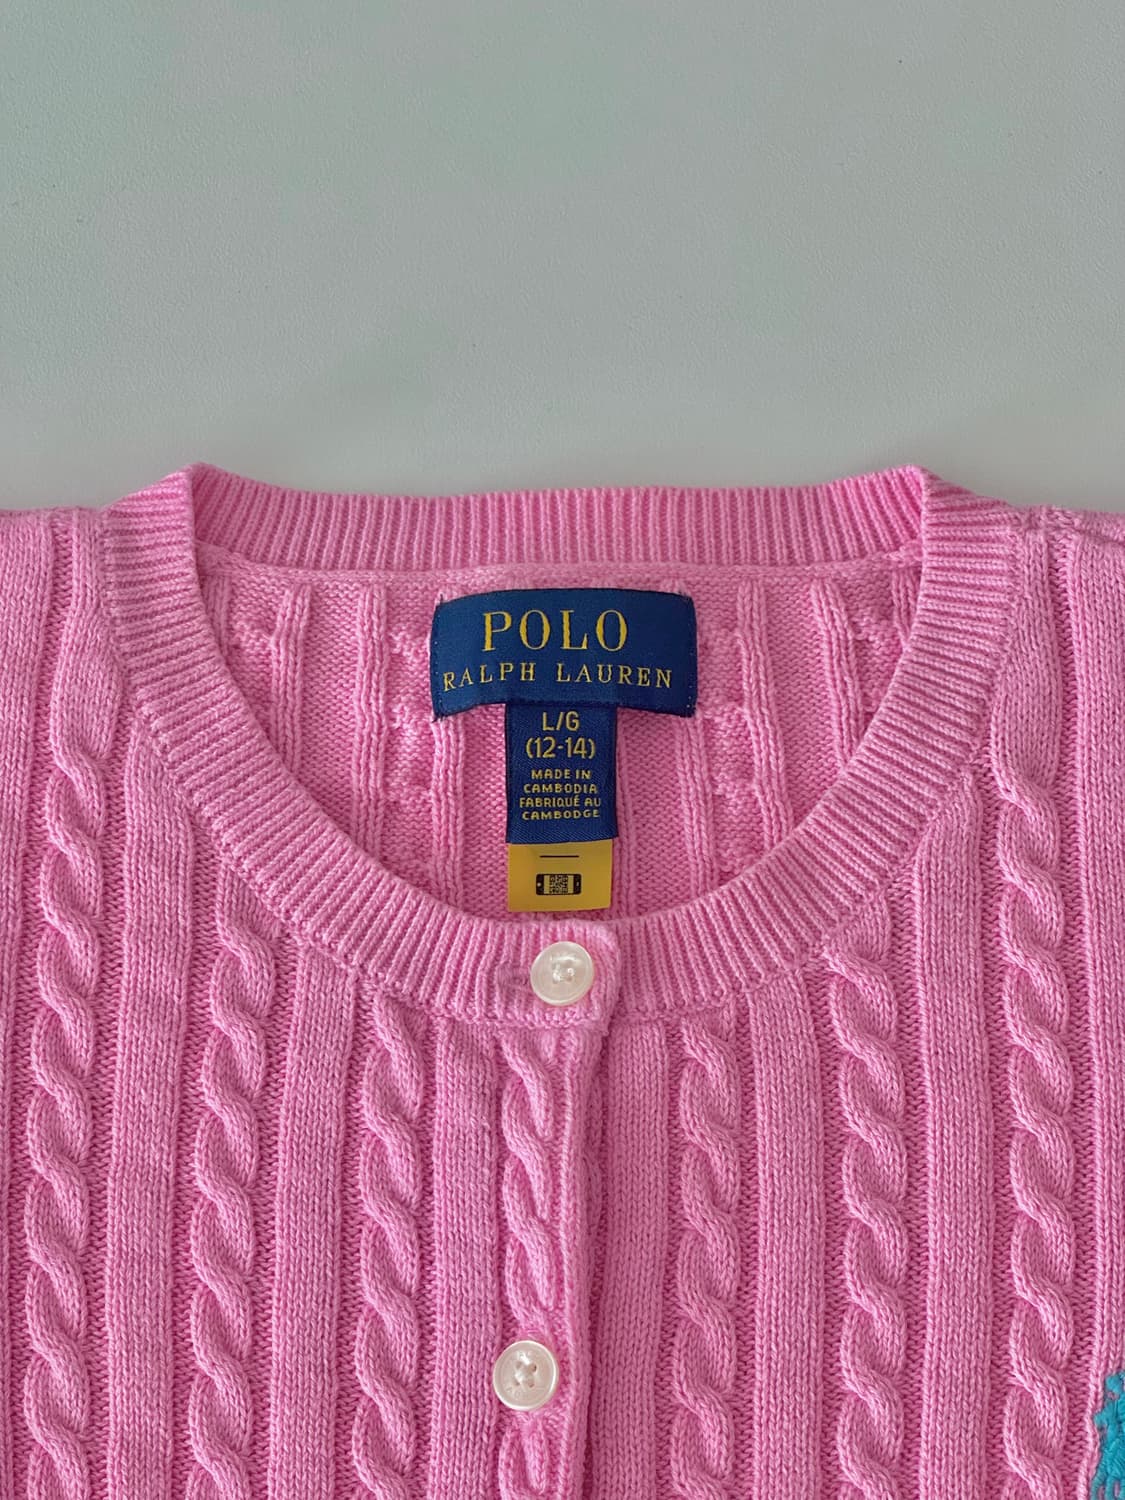 POLO
RALPH LAUREN
L/G
(12-14)
MADE IN
CAMBODIA
FABRIQUÉ AU
CAMBODGE